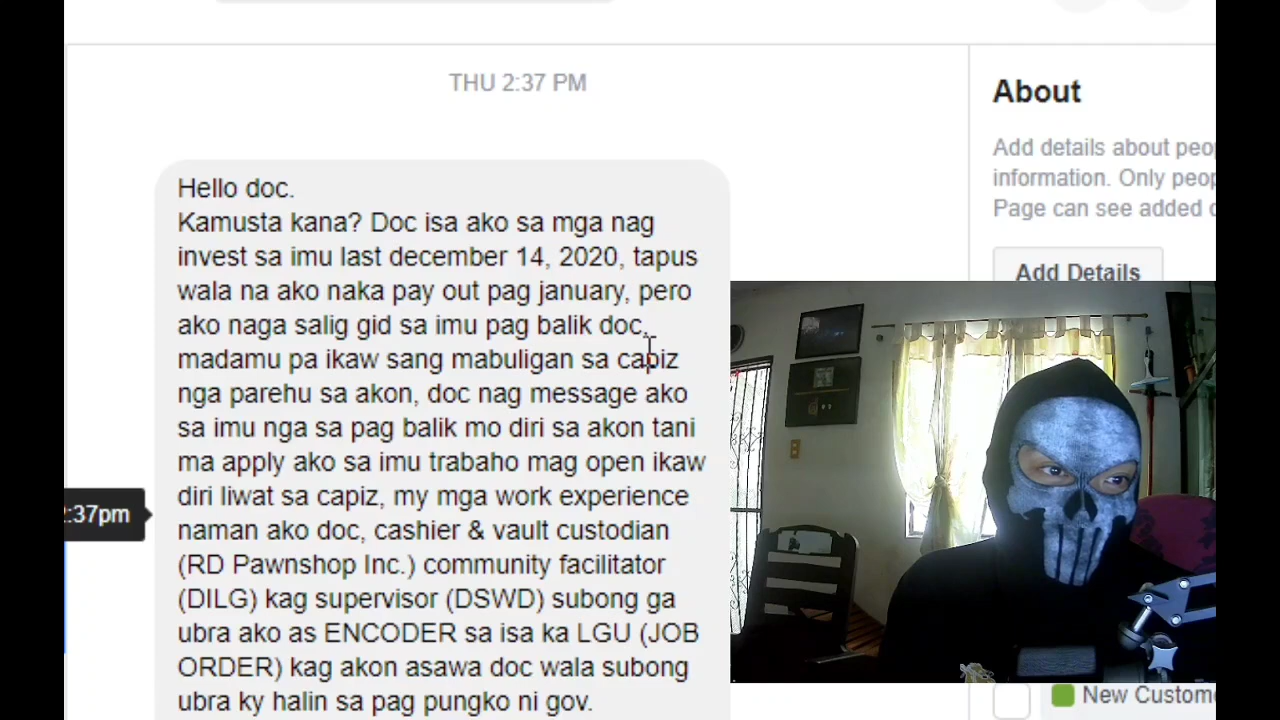 THU 2:37 PM
About
Add details about
information. Only
Page can see added
Add Details
Hello doc.
Kamusta kana? Doc isa ako sa mga nag
invest sa imu last december 14, 2020, tapus
wala na ako naka pay out pag january, pero
ako naga salig gid sa imu pag balik doc,
madamu pa ikaw sang mabuligan sa capiz
nga parehu sa akon, doc nag message ako
sa imu nga sa pag balik mo diri sa akon tani
ma apply ako sa imu trabaho mag open ikaw
diri liwat sa capiz, my mga work experience
naman ako doc, cashier & vault custodian
(RD Pawnshop Inc.) community facilitator
(DILG) kag supervisor (DSWD) subong ga
ubra ako as ENCODER sa isa ka LGU (JOB
ORDER) kag akon asawa doc wala subong
ubra ky halin sa pag pungko ni gov.
:37pm
New